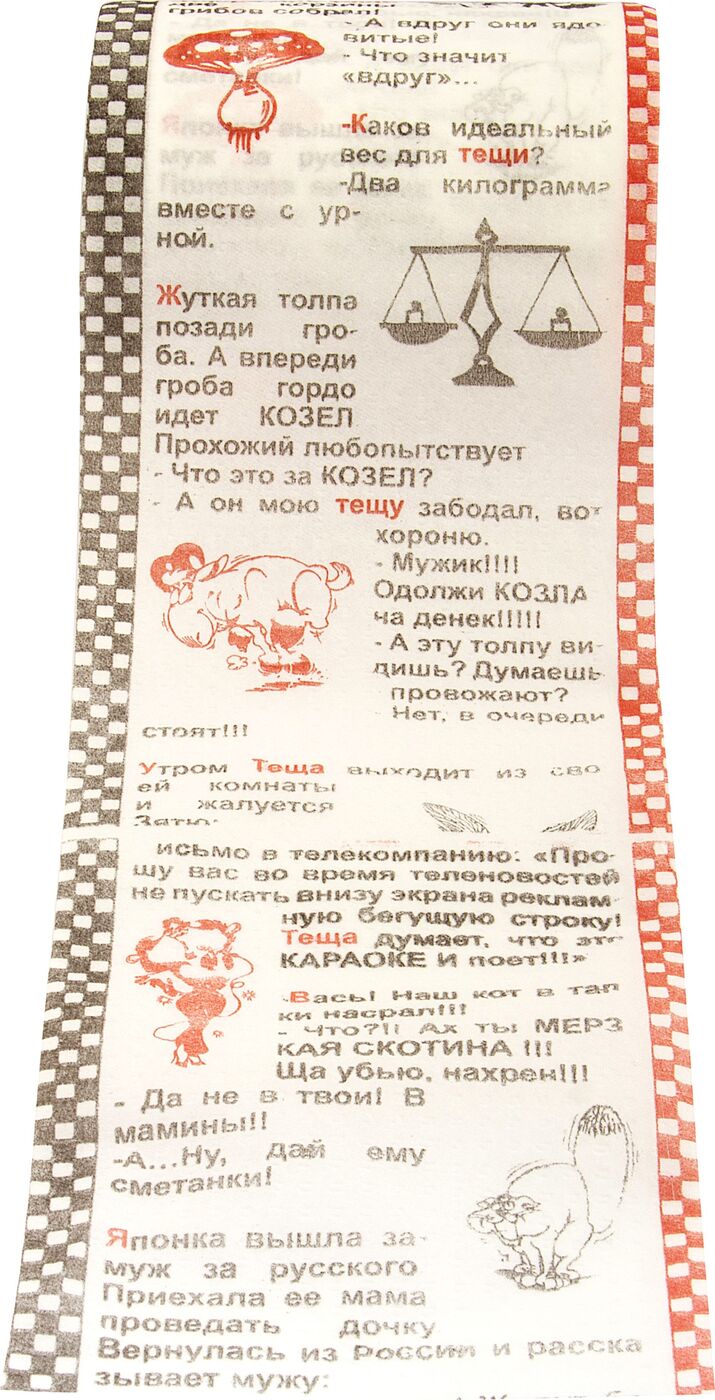 грибов собрал!
- А вдруг они ядо-
витые!
- Что значит
«вдруг»...
-Каков идеальный
вес для тещи?
-Два килограмма
вместе с ур-
ной.
Жуткая толпа
позади гро-
ба. А впереди
гроба гордо
идет КОЗЕЛ
Прохожий любопытствует
- Что это за КОЗЕЛ?
- А он мою тещу забодал, вот
хороню.
- Мужик!!!!
Одолжи КОЗЛА
на денек!!!!!
- А эту толпу ви-
дишь? Думаешь
провожают?
Нет, в очереди
стоят!!!
Утром Теща выходит из сво
ей комнаты
и жалуется
исьмо в телекомпанию: «Про-
шу вас во время теленовостей
не пускать внизу экрана реклам-
ную бегущую строку!
Теща думает, что это
КАРАОКЕ И поет!!!»
-Вась! Наш кот в тап
ки насрал!!!
- Что?!! Ах ты МЕРЗ
КАЯ СКОТИНА !!!
Ща убью, нахрен!!!
- Да не в твои! В
мамины!!
-А...Ну, дай ему
сметанки!
Японка вышла за-
муж за русского
Приехала ее мама
проведать дочку
Вернулась из России и расска
зывает мужу: